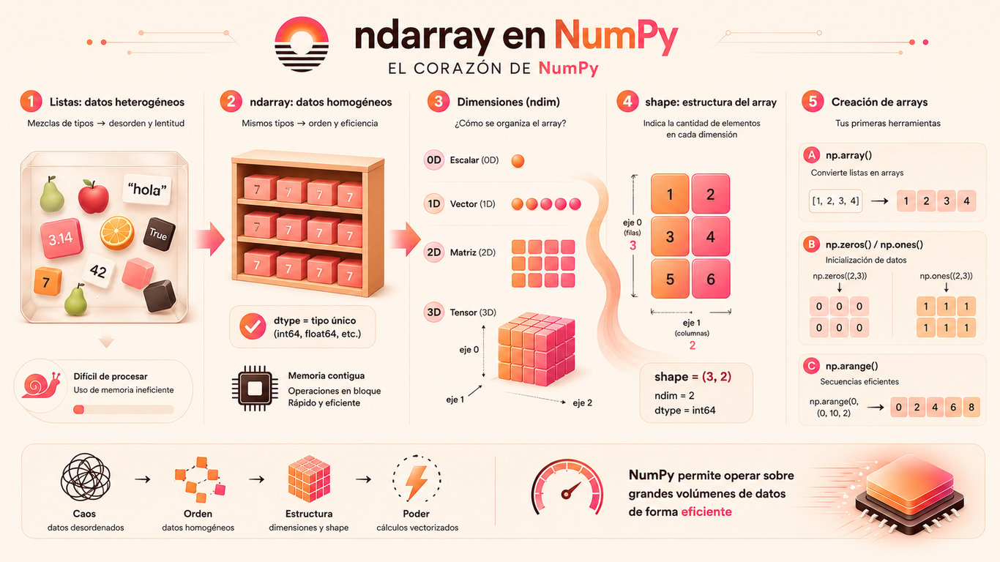 ndarray en NumPy
EL CORAZÓN DE NumPy
1 Listas: datos heterogéneos
Mezclas de tipos → desorden y lentitud
"hola"
3.14
True
7
42
Difícil de procesar
Uso de memoria ineficiente
2 ndarray: datos homogéneos
Mismos tipos → orden y eficiencia
7 7 7 7
7 7 7 7
7 7 7 7
dtype = tipo único
(int64, float64, etc.)
Memoria contigua
Operaciones en bloque
Rápido y eficiente
3 Dimensiones (ndim)
¿Cómo se organiza el array?
0D Escalar (0D)
1D Vector (1D)
2D Matriz (2D)
3D Tensor (3D)
eje 0
eje 1
eje 2
4 shape: estructura del array
Indica la cantidad de elementos
en cada dimensión
eje 0
(filas)
3
1 2
3 4
5 6
eje 1
(columnas)
2
shape = (3, 2)
ndim = 2
dtype = int64
5 Creación de arrays
Tus primeras herramientas
A np.array()
Convierte listas en arrays
[1, 2, 3, 4] → 1 2 3 4
B np.zeros() / np.ones()
Inicialización de datos
np.zeros((2,3)) np.ones((2,3))
0 0 0 1 1 1
0 0 0 1 1 1
C np.arange()
Secuencias eficientes
np.arange(0,
(0, 10, 2) → 0 2 4 6 8
Caos → Orden → Estructura → Poder
datos desordenados datos homogéneos dimensiones y shape cálculos vectorizados
NumPy permite operar sobre
grandes volúmenes de datos
de forma eficiente